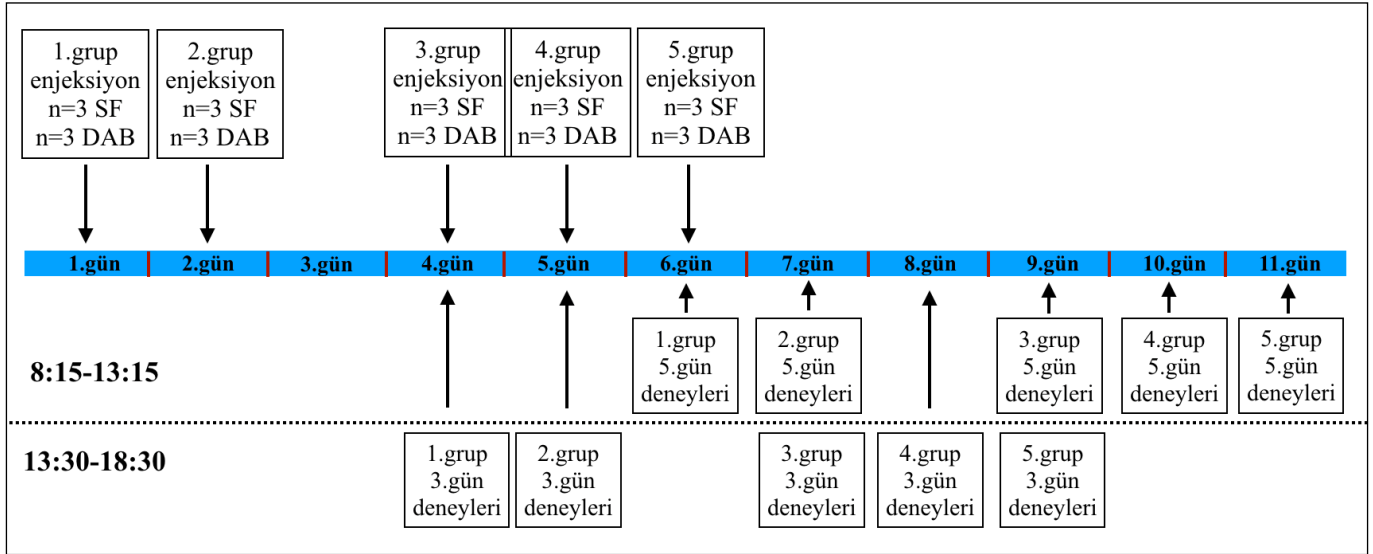 1.grup
enjeksiyon
n=3 SF
n=3 DAB
2.grup
enjeksiyon
n=3 SF
n=3 DAB
3.grup
enjeksiyon
n=3 SF
n=3 DAB
4.grup
enjeksiyon
n=3 SF
n=3 DAB
5.grup
enjeksiyon
n=3 SF
n=3 DAB
1.gün 2.gün 3.gün 4.gün 5.gün 6.gün 7.gün 8.gün 9.gün 10.gün 11.gün
8:15-13:15
1.grup
5.gün
deneyleri
2.grup
5.gün
deneyleri
3.grup
5.gün
deneyleri
4.grup
5.gün
deneyleri
5.grup
5.gün
deneyleri
13:30-18:30
1.grup
3.gün
deneyleri
2.grup
3.gün
deneyleri
3.grup
3.gün
deneyleri
4.grup
3.gün
deneyleri
5.grup
3.gün
deneyleri